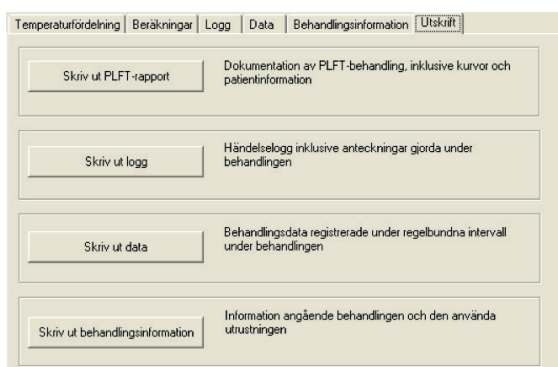 Temperaturfördelning Beräkningar Logg Data Behandlingsinformation Utskrift
Skriv ut PLFT-rapport
Dokumentation av PLFT-behandling, inklusive kurvor och
patientinformation
Skriv ut logg
Händelselogg inklusive anteckningar gjorda under
behandlingen
Skriv ut data
Behandlingsdata registrerade under regelbundna intervall
under behandlingen
Skriv ut behandlingsinformation
Information angående behandlingen och den använda
utrustningen